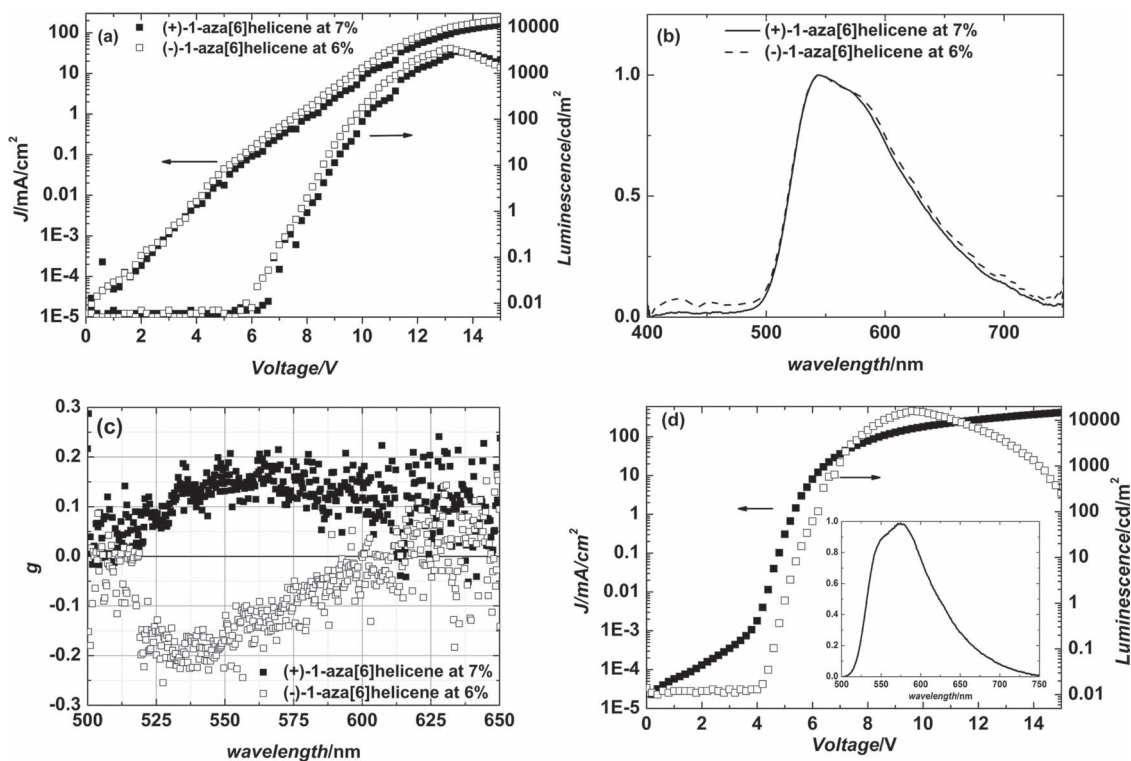 (a)
(+)-1-aza[6]helicene at 7%
(-)-1-aza[6]helicene at 6%
100
10
1
0.1
0.01
1E-3
1E-4
1E-5
J/mA/cm²
10000
1000
100
10
1
0.1
0.01
Luminescence/cd/m²
0 2 4 6 8 10 12 14
Voltage/V
(b)
(+)-1-aza[6]helicene at 7%
(-)-1-aza[6]helicene at 6%
1.0
0.5
0.0
400 500 600 700
wavelength/nm
(c)
0.3
0.2
0.1
0.0
-0.1
-0.2
-0.3
g
(+)-1-aza[6]helicene at 7%
(-)-1-aza[6]helicene at 6%
500 525 550 575 600 625 650
wavelength/nm
(d)
100
10
1
0.1
0.01
1E-3
1E-4
1E-5
J/mA/cm²
10000
1000
100
10
1
0.1
0.01
Luminescence/cd/m²
1.0
0.8
0.6
0.4
0.2
0.0
500 550 600 650 700 750
wavelength/nm
0 2 4 6 8 10 12 14
Voltage/V